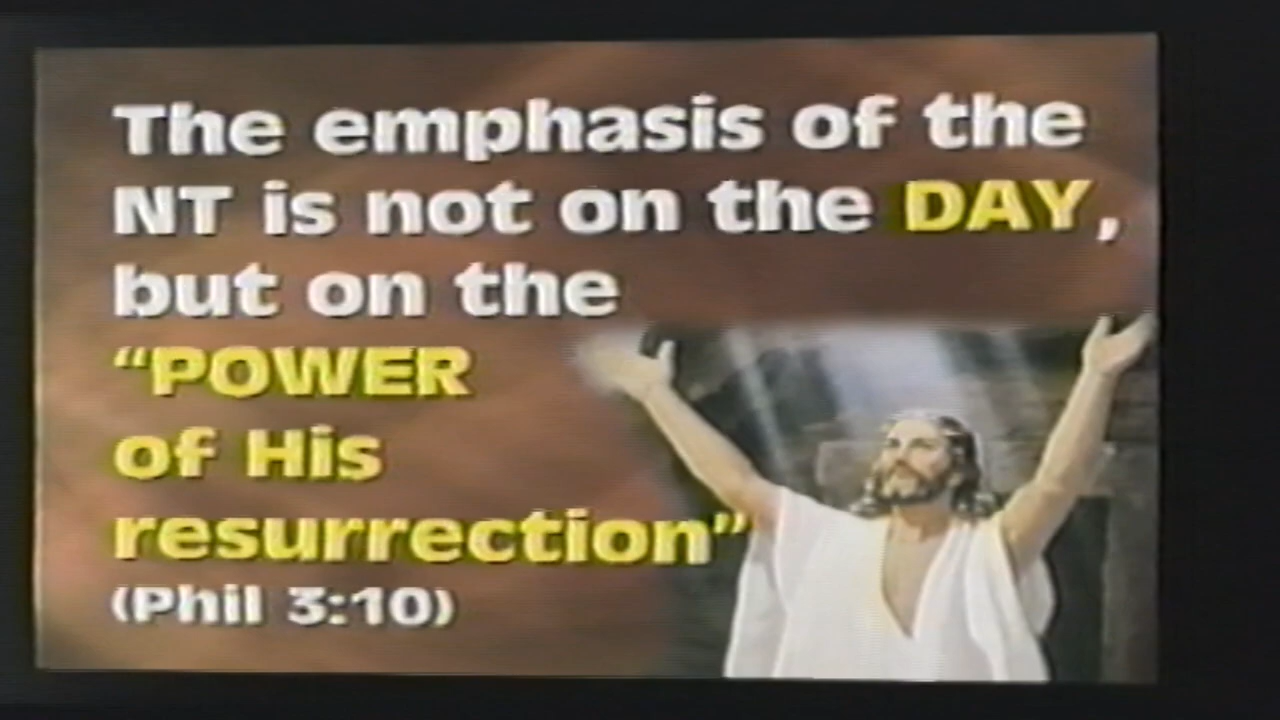 The emphasis of the
NT is not on the DAY,
but on the
“POWER
of His
resurrection”
(Phil 3:10)